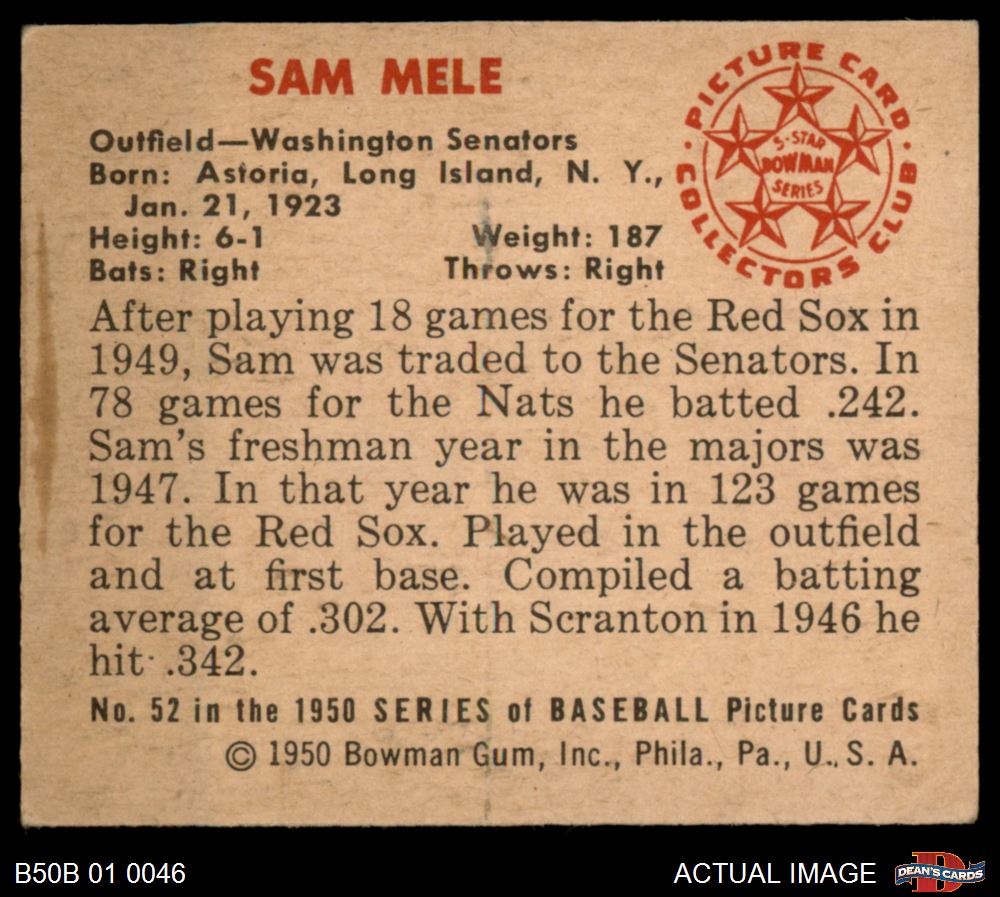 SAM MELE
Outfield—Washington Senators
Born: Astoria, Long Island, N. Y.,
Jan. 21, 1923
Height: 6-1 Weight: 187
Bats: Right Throws: Right
PICTURE CARD
COLLECTORS CLUB
5-STAR
BOWMAN
SERIES
After playing 18 games for the Red Sox in
1949, Sam was traded to the Senators. In
78 games for the Nats he batted .242.
Sam's freshman year in the majors was
1947. In that year he was in 123 games
for the Red Sox. Played in the outfield
and at first base. Compiled a batting
average of .302. With Scranton in 1946 he
hit .342.
No. 52 in the 1950 SERIES of BASEBALL Picture Cards
© 1950 Bowman Gum, Inc., Phila., Pa., U. S. A.
B50B 01 0046
ACTUAL IMAGE
D
DEAN'S CARDS